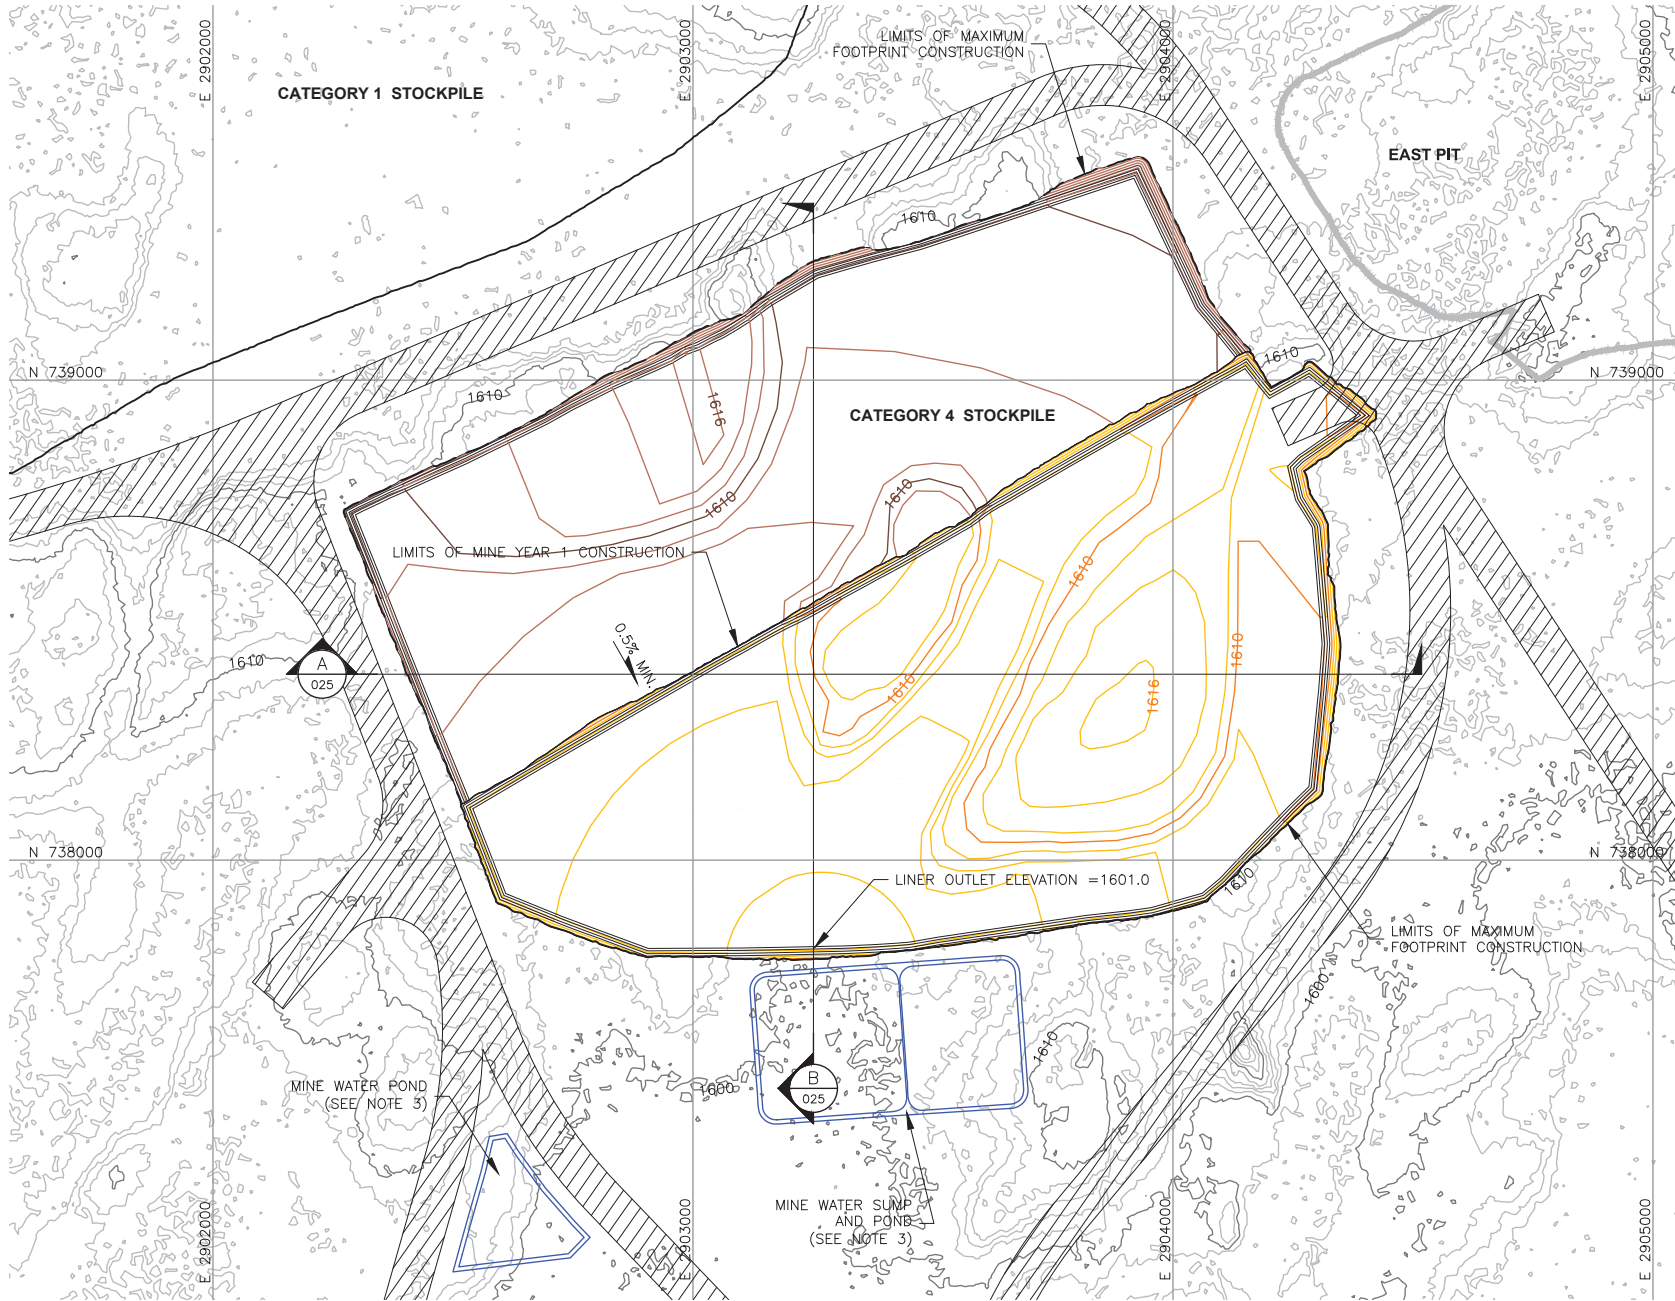 E 2902000
E 2903000
E 2904000
E 2905000
LIMITS OF MAXIMUM
FOOTPRINT CONSTRUCTION
CATEGORY 1 STOCKPILE
EAST PIT
1610
1610
N 739000
N 739000
1610
1616
CATEGORY 4 STOCKPILE
1610
1610
LIMITS OF MINE YEAR 1 CONSTRUCTION
1610
0.5% MIN.
1610
A
025
1610
1610
1616
N 738000
N 738000
LINER OUTLET ELEVATION =1601.0
1610
LIMITS OF MAXIMUM
FOOTPRINT CONSTRUCTION
1600
1610
MINE WATER POND
(SEE NOTE 3)
1600
B
025
MINE WATER SUMP
AND POND
(SEE NOTE 3)
E 2902000
E 2903000
E 2904000
E 2905000